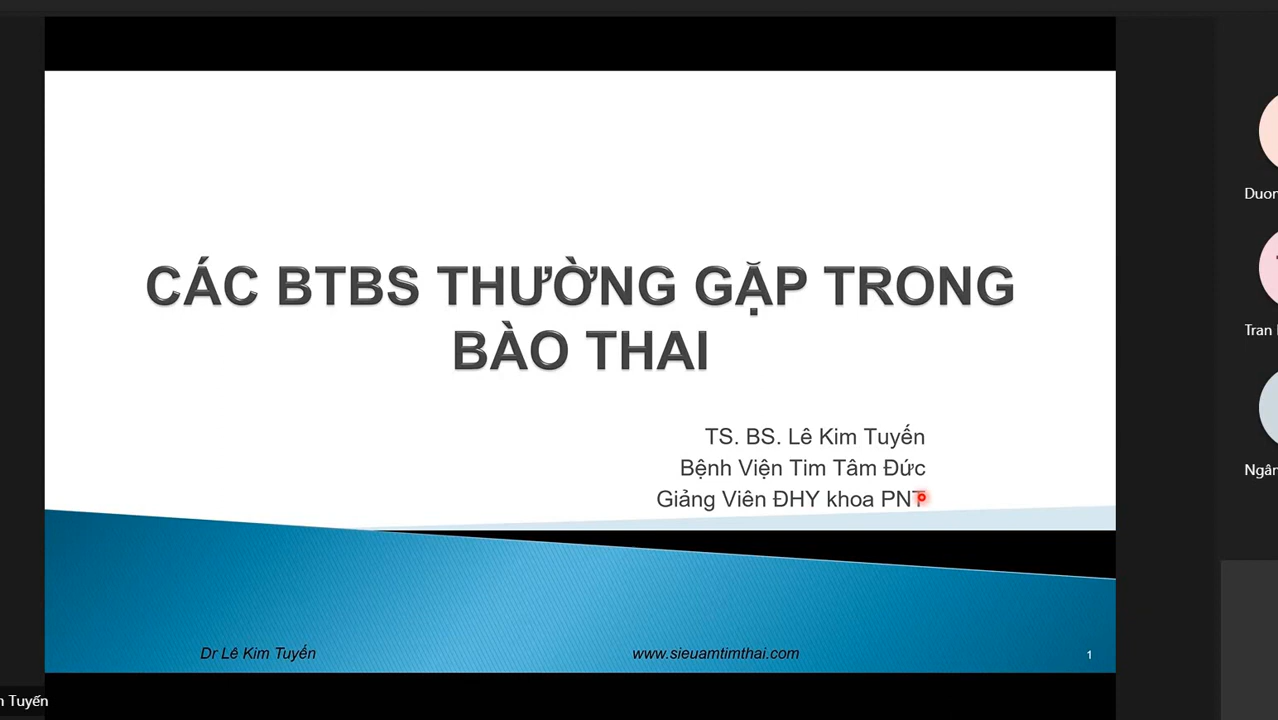 CÁC BTBS THƯỜNG GẶP TRONG
BÀO THAI
TS. BS. Lê Kim Tuyến
Bệnh Viện Tim Tâm Đức
Giảng Viên ĐHY khoa PNT
Dr Lê Kim Tuyến
www.sieuamtimthai.com
1
Tran
Ngân
Tuyến